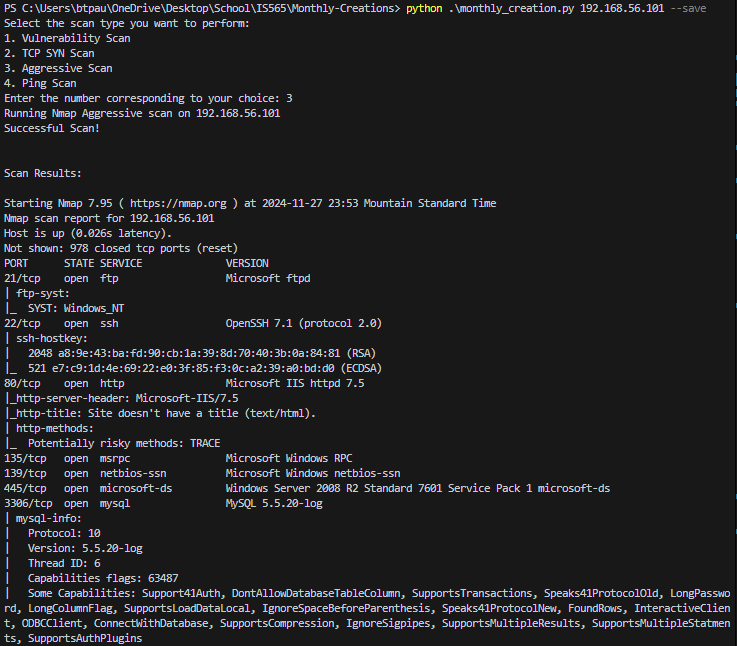 PS C:\Users\btpau\OneDrive\Desktop\School\IS565\Monthly-Creations> python .\monthly_creation.py 192.168.56.101 --save
Select the scan type you want to perform:
1. Vulnerability Scan
2. TCP SYN Scan
3. Aggressive Scan
4. Ping Scan
Enter the number corresponding to your choice: 3
Running Nmap Aggressive scan on 192.168.56.101
Successful Scan!
Scan Results:
Starting Nmap 7.95 ( https://nmap.org ) at 2024-11-27 23:53 Mountain Standard Time
Nmap scan report for 192.168.56.101
Host is up (0.026s latency).
Not shown: 978 closed tcp ports (reset)
PORT     STATE SERVICE            VERSION
21/tcp   open  ftp                Microsoft ftpd
| ftp-syst:
|_  SYST: Windows_NT
22/tcp   open  ssh                OpenSSH 7.1 (protocol 2.0)
| ssh-hostkey:
|   2048 a8:9e:43:ba:fd:90:cb:1a:39:8d:70:40:3b:0a:84:81 (RSA)
|_  521 e7:c9:1d:4e:69:22:e0:3f:85:f3:0c:a2:39:a0:bd:d0 (ECDSA)
80/tcp   open  http               Microsoft IIS httpd 7.5
|_http-server-header: Microsoft-IIS/7.5
|_http-title: Site doesn't have a title (text/html).
| http-methods:
|_  Potentially risky methods: TRACE
135/tcp  open  msrpc              Microsoft Windows RPC
139/tcp  open  netbios-ssn        Microsoft Windows netbios-ssn
445/tcp  open  microsoft-ds       Windows Server 2008 R2 Standard 7601 Service Pack 1 microsoft-ds
3306/tcp open  mysql              MySQL 5.5.20-log
| mysql-info:
|   Protocol: 10
|   Version: 5.5.20-log
|   Thread ID: 6
|   Capabilities flags: 63487
|   Some Capabilities: Support41Auth, DontAllowDatabaseTableColumn, SupportsTransactions, Speaks41ProtocolOld, LongPasswo
rd, LongColumnFlag, SupportsLoadDataLocal, IgnoreSpaceBeforeParenthesis, Speaks41ProtocolNew, FoundRows, InteractiveClien
t, ODBCClient, ConnectWithDatabase, SupportsCompression, IgnoreSigpipes, SupportsMultipleResults, SupportsMultipleStatmen
ts, SupportsAuthPlugins